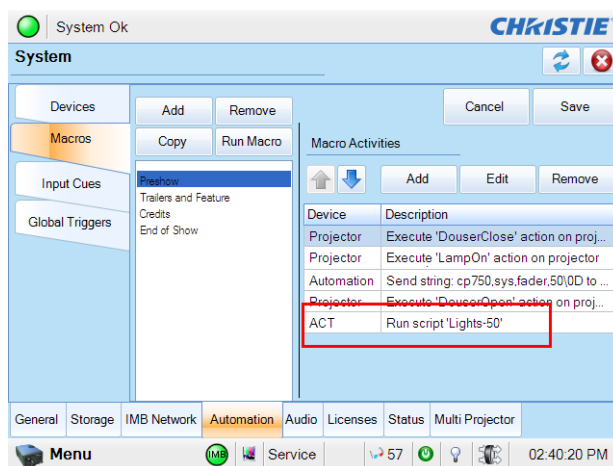 System Ok
CHRISTIE
System
Devices
Macros
Input Cues
Global Triggers
Add Remove
Copy Run Macro
Preshow
Trailers and Feature
Credits
End of Show
Cancel Save
Macro Activities
Add Edit Remove
Device Description
Projector Execute 'DouserClose' action on proj...
Projector Execute 'LampOn' action on projector
Automation Send string: cp750,sys,fader,50\0D to ...
Projector Execute 'DouserOpen' action on proj...
ACT Run script 'Lights-50'
General Storage IMB Network Automation Audio Licenses Status Multi Projector
Menu IMB Service 57 02:40:20 PM